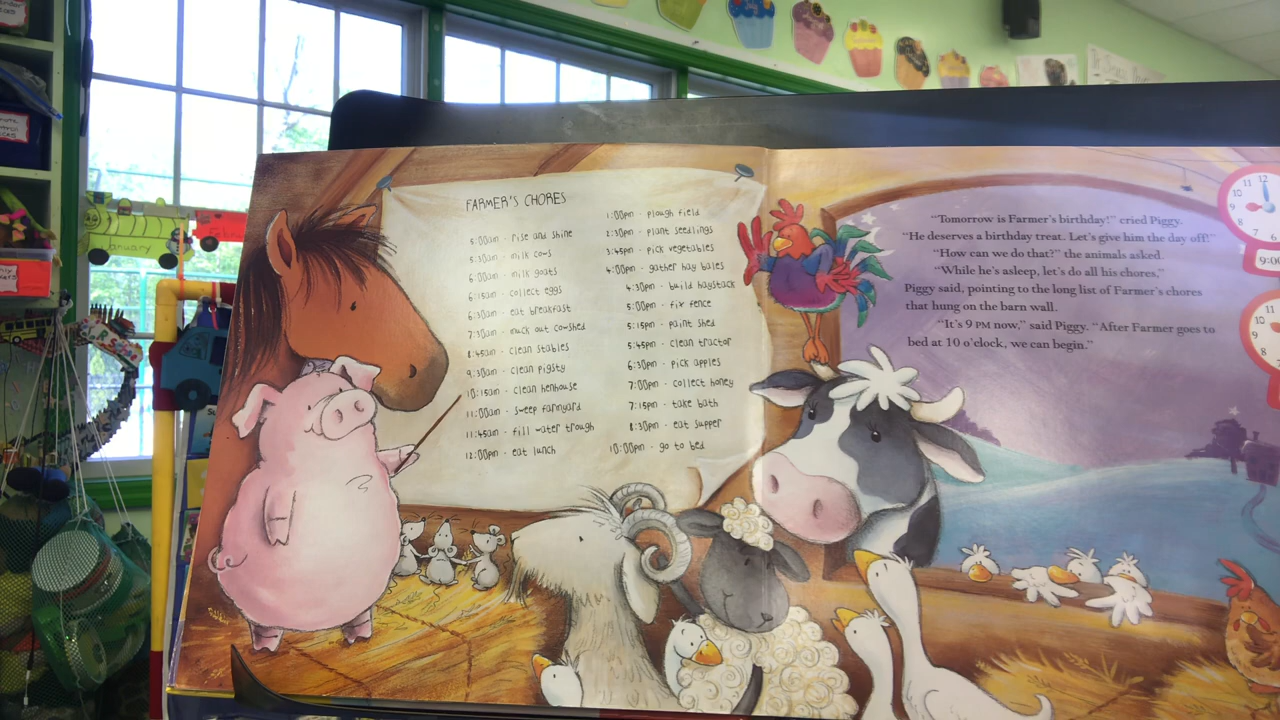 January
FARMER'S CHORES
5:00am - rise and shine
5:30am - milk cows
6:00am - milk goats
6:15am - collect eggs
6:30am - eat breakfast
7:30am - muck out cowshed
8:45am - clean stables
9:30am - clean pigsty
10:15am - clean henhouse
11:00am - sweep farmyard
11:45am - fill water trough
12:00pm - eat lunch
1:00pm - plough field
2:30pm - plant seedlings
3:45pm - pick vegetables
4:00pm - gather hay bales
4:30pm - build haystack
5:00pm - fix fence
5:15pm - paint shed
5:45pm - clean tractor
6:30pm - pick apples
7:00pm - collect honey
7:15pm - take bath
8:30pm - eat supper
10:00pm - go to bed
"Tomorrow is Farmer's birthday!" cried Piggy.
"He deserves a birthday treat. Let's give him the day off!"
"How can we do that?" the animals asked.
"While he's asleep, let's do all his chores,"
Piggy said, pointing to the long list of Farmer's chores
that hung on the barn wall.
"It's 9 PM now," said Piggy. "After Farmer goes to
bed at 10 o'clock, we can begin."